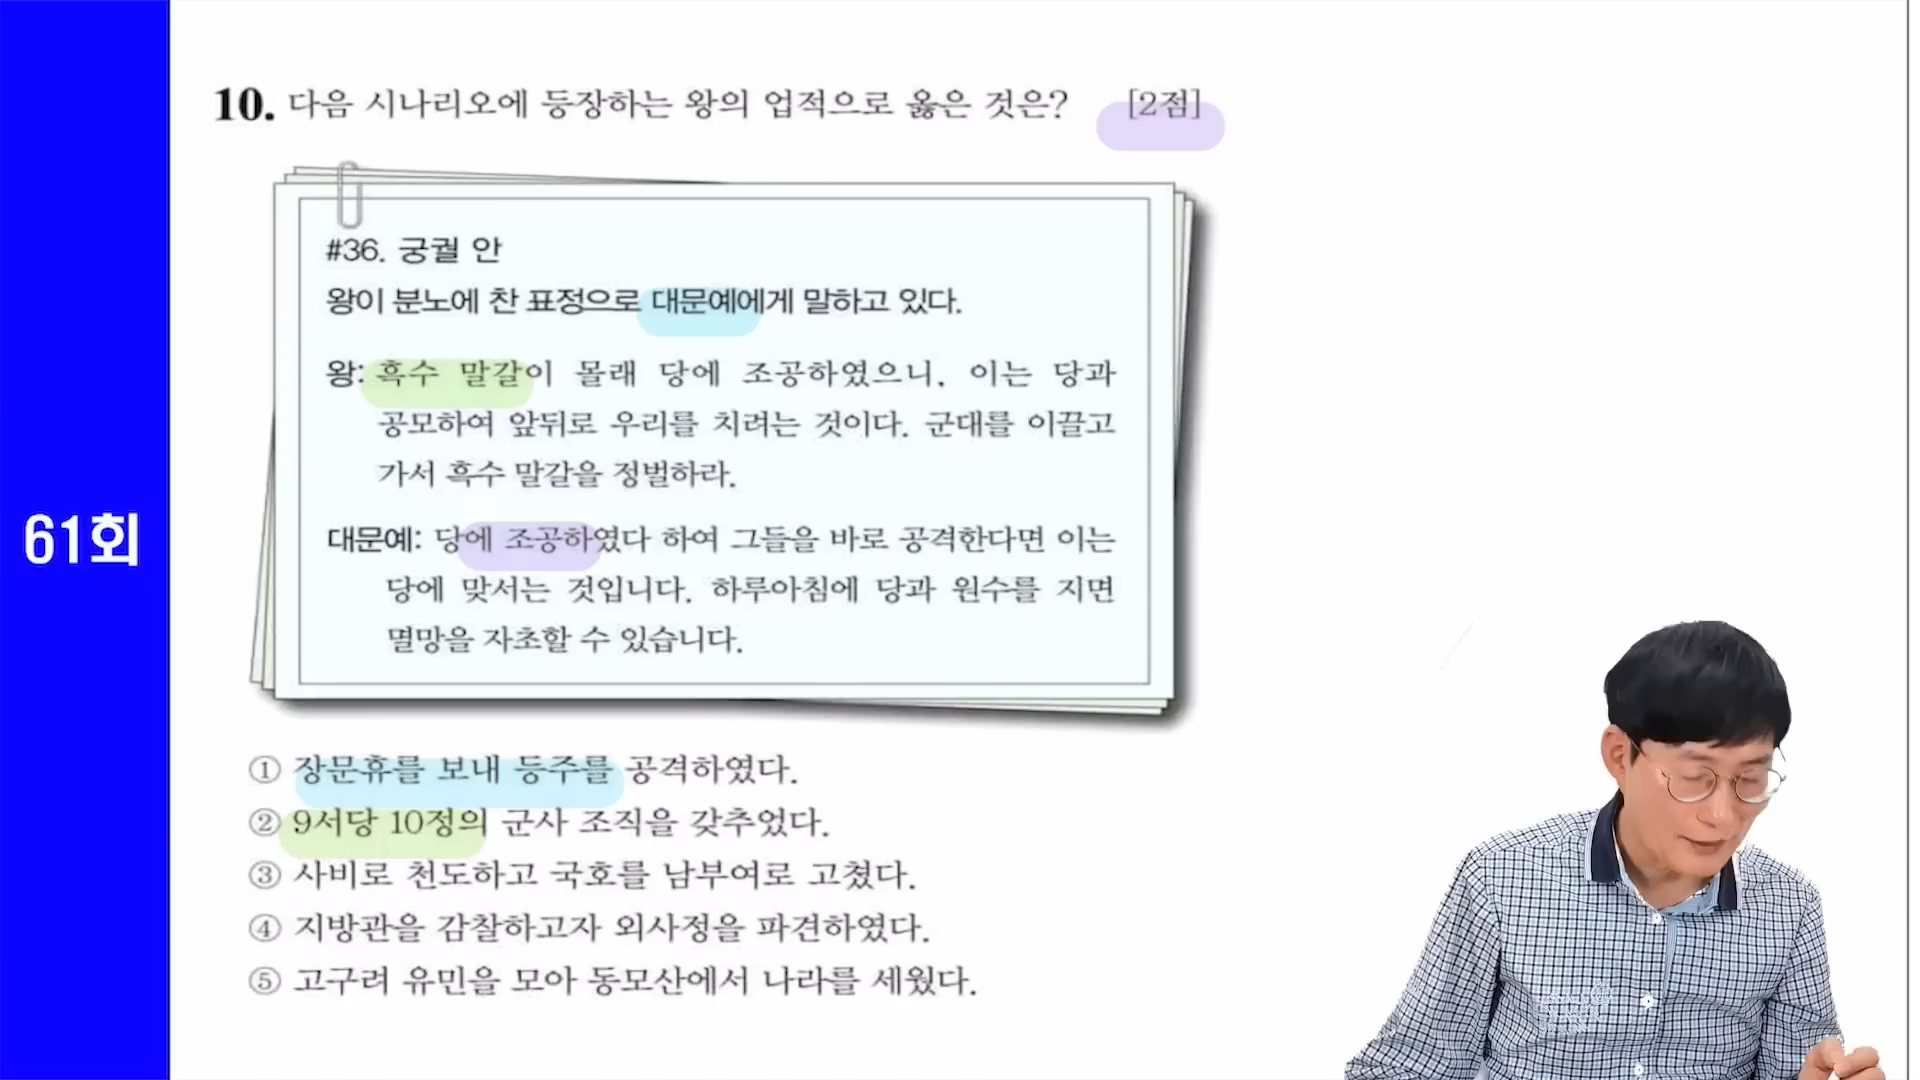 10. 다음 시나리오에 등장하는 왕의 업적으로 옳은 것은? [2점]
#36. 궁궐 안
왕이 분노에 찬 표정으로 대문예에게 말하고 있다.
왕: 흑수 말갈이 몰래 당에 조공하였으니, 이는 당과
공모하여 앞뒤로 우리를 치려는 것이다. 군대를 이끌고
가서 흑수 말갈을 정벌하라.
대문예: 당에 조공하였다 하여 그들을 바로 공격한다면 이는
당에 맞서는 것입니다. 하루아침에 당과 원수를 지면
멸망을 자초할 수 있습니다.
61회
① 장문휴를 보내 등주를 공격하였다.
② 9서당 10정의 군사 조직을 갖추었다.
③ 사비로 천도하고 국호를 남부여로 고쳤다.
④ 지방관을 감찰하고자 외사정을 파견하였다.
⑤ 고구려 유민을 모아 동모산에서 나라를 세웠다.